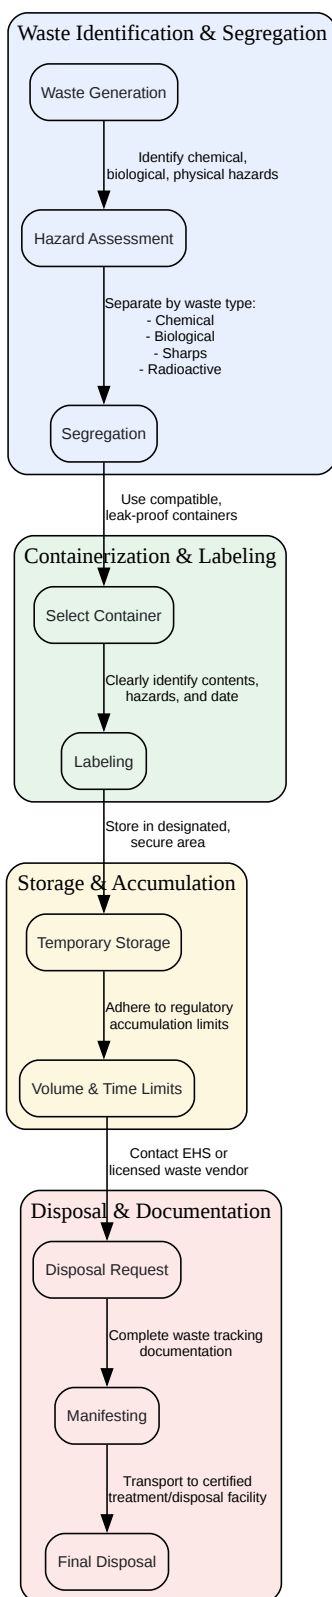 Waste Identification & Segregation
Waste Generation
Identify chemical,
biological, physical hazards
Hazard Assessment
Separate by waste type:
- Chemical
- Biological
- Sharps
- Radioactive
Segregation
Use compatible,
leak-proof containers
Containerization & Labeling
Select Container
Clearly identify contents,
hazards, and date
Labeling
Store in designated,
secure area
Storage & Accumulation
Temporary Storage
Adhere to regulatory
accumulation limits
Volume & Time Limits
Contact EHS or
licensed waste vendor
Disposal & Documentation
Disposal Request
Complete waste tracking
documentation
Manifesting
Transport to certified
treatment/disposal facility
Final Disposal